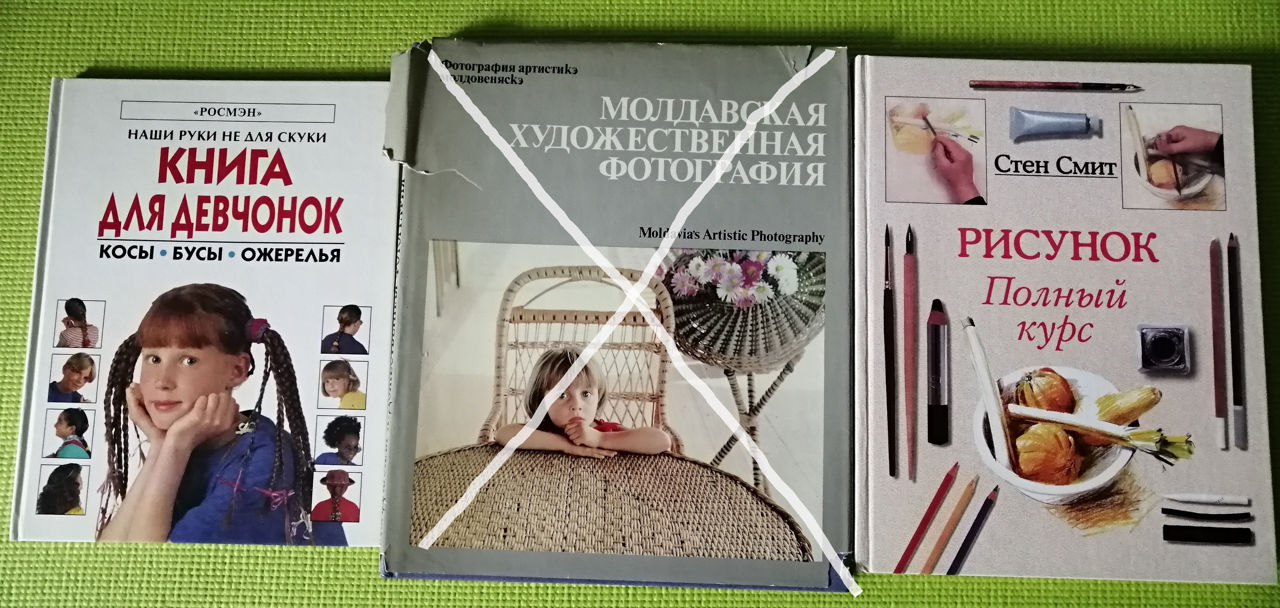 «РОСМЭН»
НАШИ РУКИ НЕ ДЛЯ СКУКИ
КНИГА
ДЛЯ ДЕВЧОНОК
КОСЫ • БУСЫ • ОЖЕРЕЛЬЯ
Фотография артистикэ
молдовеняскэ
МОЛДАВСКАЯ
ХУДОЖЕСТВЕННАЯ
ФОТОГРАФИЯ
Moldavia's Artistic Photography
Стен Смит
РИСУНОК
Полный
курс